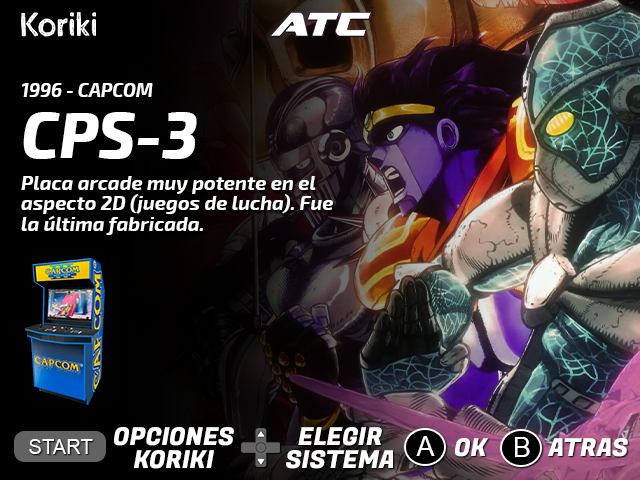 Koriki
ATC
1996 - CAPCOM
CPS-3
Placa arcade muy potente en el
aspecto 2D (juegos de lucha). Fue
la última fabricada.
CAPCOM
CAPCOM
CAPCOM
START
OPCIONES
KORIKI
ELEGIR
SISTEMA
A
OK
B
ATRAS